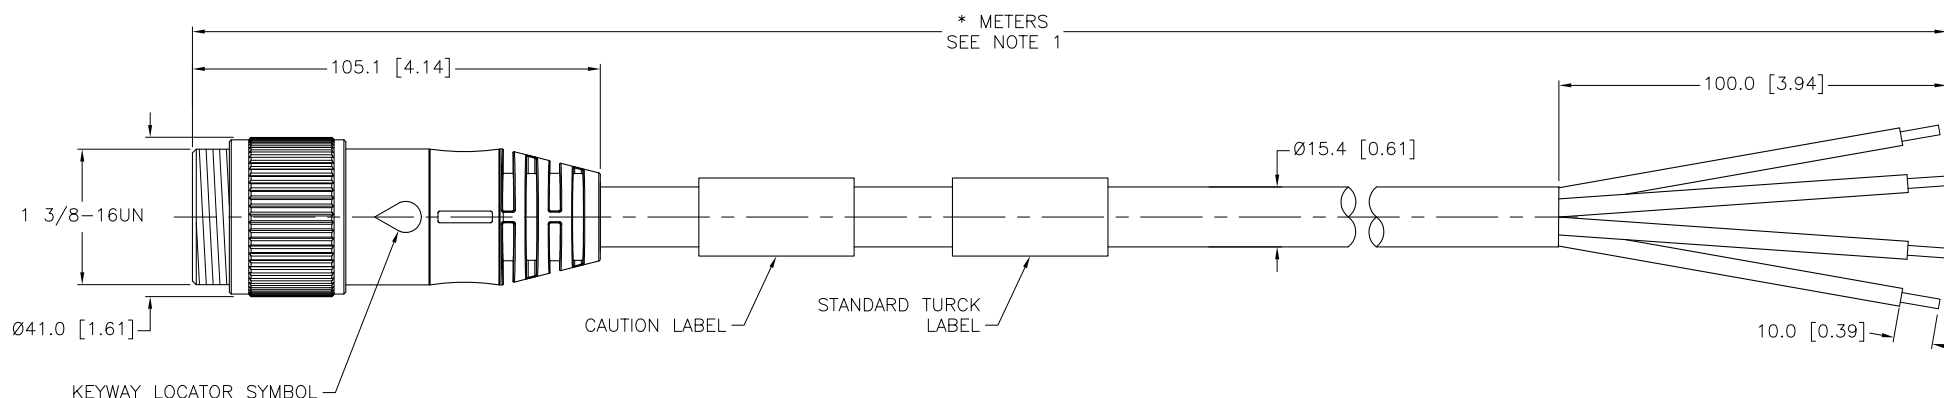 * METERS
SEE NOTE 1
105.1 [4.14]
100.0 [3.94]
Ø15.4 [0.61]
1 3/8-16UN
STANDARD TURCK
LABEL
CAUTION LABEL
Ø41.0 [1.61]
10.0 [0.39]
KEYWAY LOCATOR SYMBOL